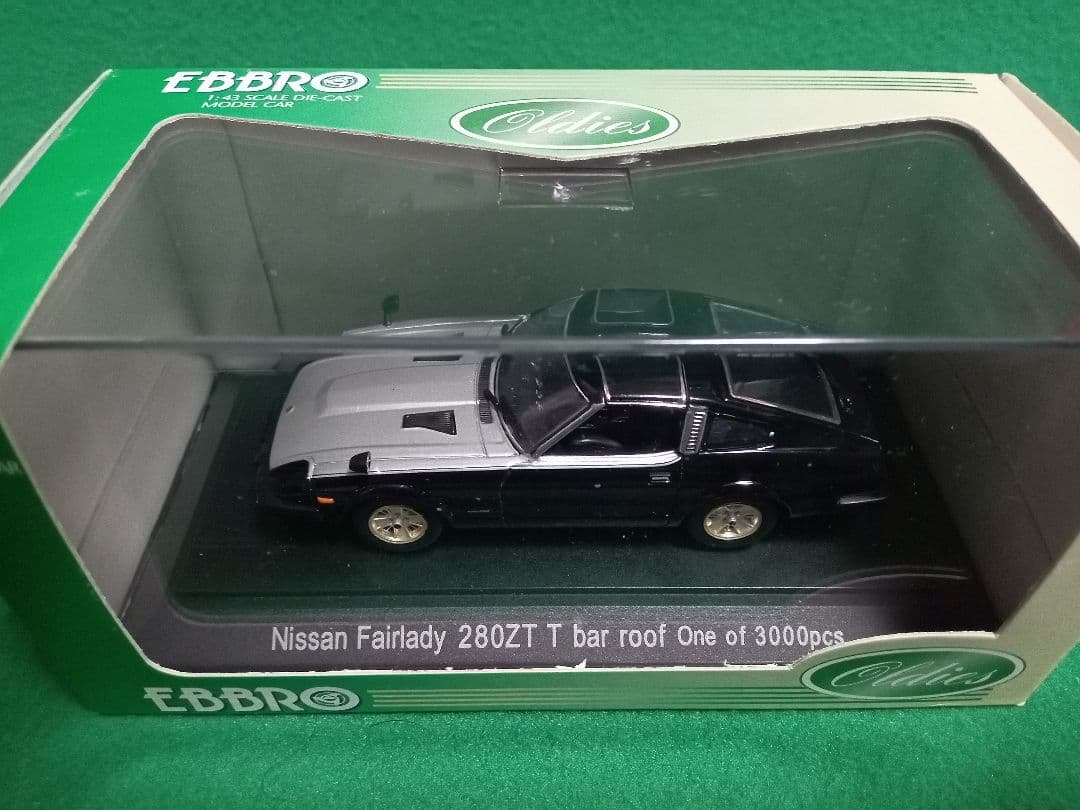 EBBRO
1:43 SCALE DIE-CAST
MODEL CAR
Oldies
Nissan Fairlady 280ZT T bar roof One of 3000pcs
EBBRO
Oldies